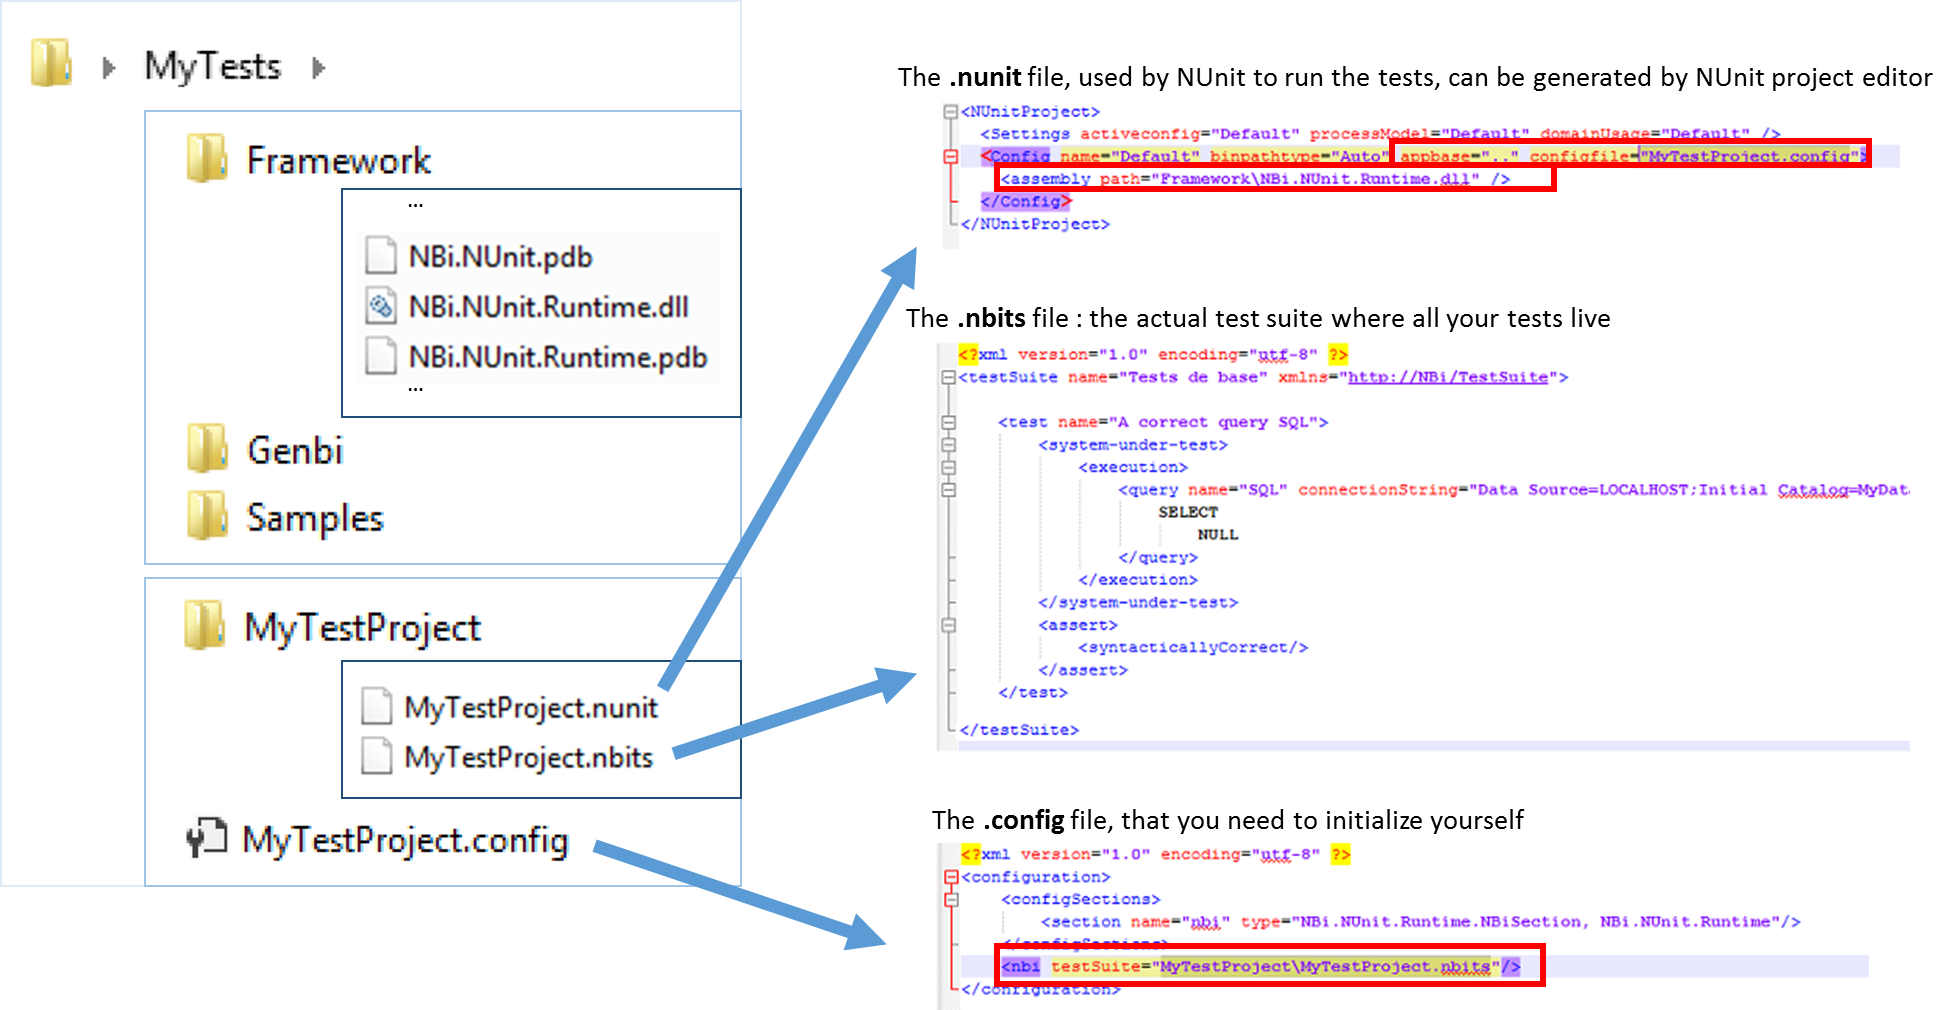 MyTests
Framework
...
NBi.NUnit.pdb
NBi.NUnit.Runtime.dll
NBi.NUnit.Runtime.pdb
...
Genbi
Samples
MyTestProject
MyTestProject.nunit
MyTestProject.nbits
MyTestProject.config
The .nunit file, used by NUnit to run the tests, can be generated by NUnit project editor
<NUnitProject>
<Settings activeconfig="Default" processModel="Default" domainUsage="Default" />
<Config name="Default" binpathtype="Auto" appbase=".." configfile="MyTestProject.config">
<assembly path="Framework\NBi.NUnit.Runtime.dll" />
</Config>
</NUnitProject>
The .nbits file : the actual test suite where all your tests live
<?xml version="1.0" encoding="utf-8" ?>
<testSuite name="Tests de base" xmlns="http://NBi/TestSuite">
<test name="A correct query SQL">
<system-under-test>
<execution>
<query name="SQL" connectionString="Data Source=LOCALHOST;Initial Catalog=MyDat
SELECT
NULL
</query>
</execution>
</system-under-test>
<assert>
<syntacticallyCorrect/>
</assert>
</test>
</testSuite>
The .config file, that you need to initialize yourself
<?xml version="1.0" encoding="utf-8" ?>
<configuration>
<configSections>
<section name="nbi" type="NBi.NUnit.Runtime.NBiSection, NBi.NUnit.Runtime"/>
</configSections>
<nbi testSuite="MyTestProject\MyTestProject.nbits"/>
</configuration>